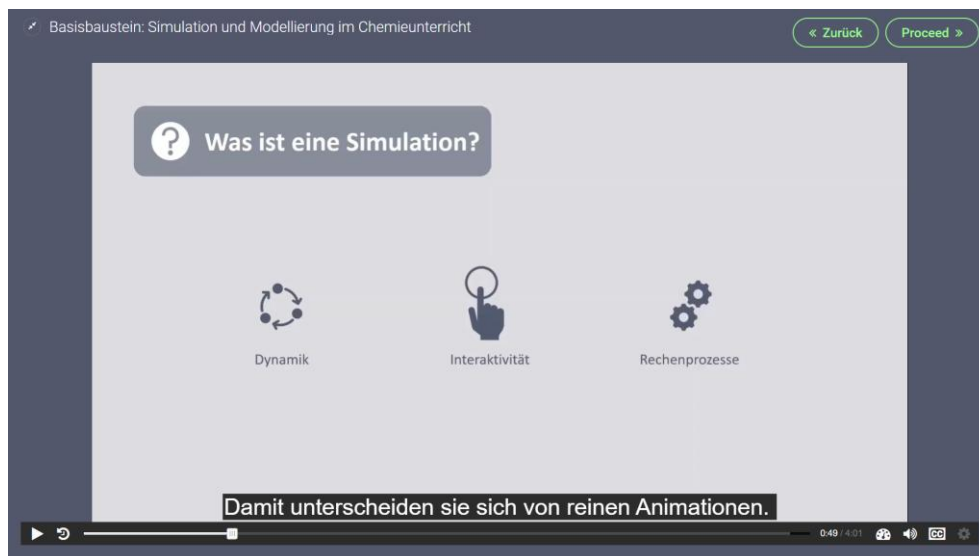 Basisbaustein: Simulation und Modellierung im Chemieunterricht
« Zurück
Proceed »
? Was ist eine Simulation?
Dynamik
Interaktivität
Rechenprozesse
Damit unterscheiden sie sich von reinen Animationen.
0:49 / 4:01
CC